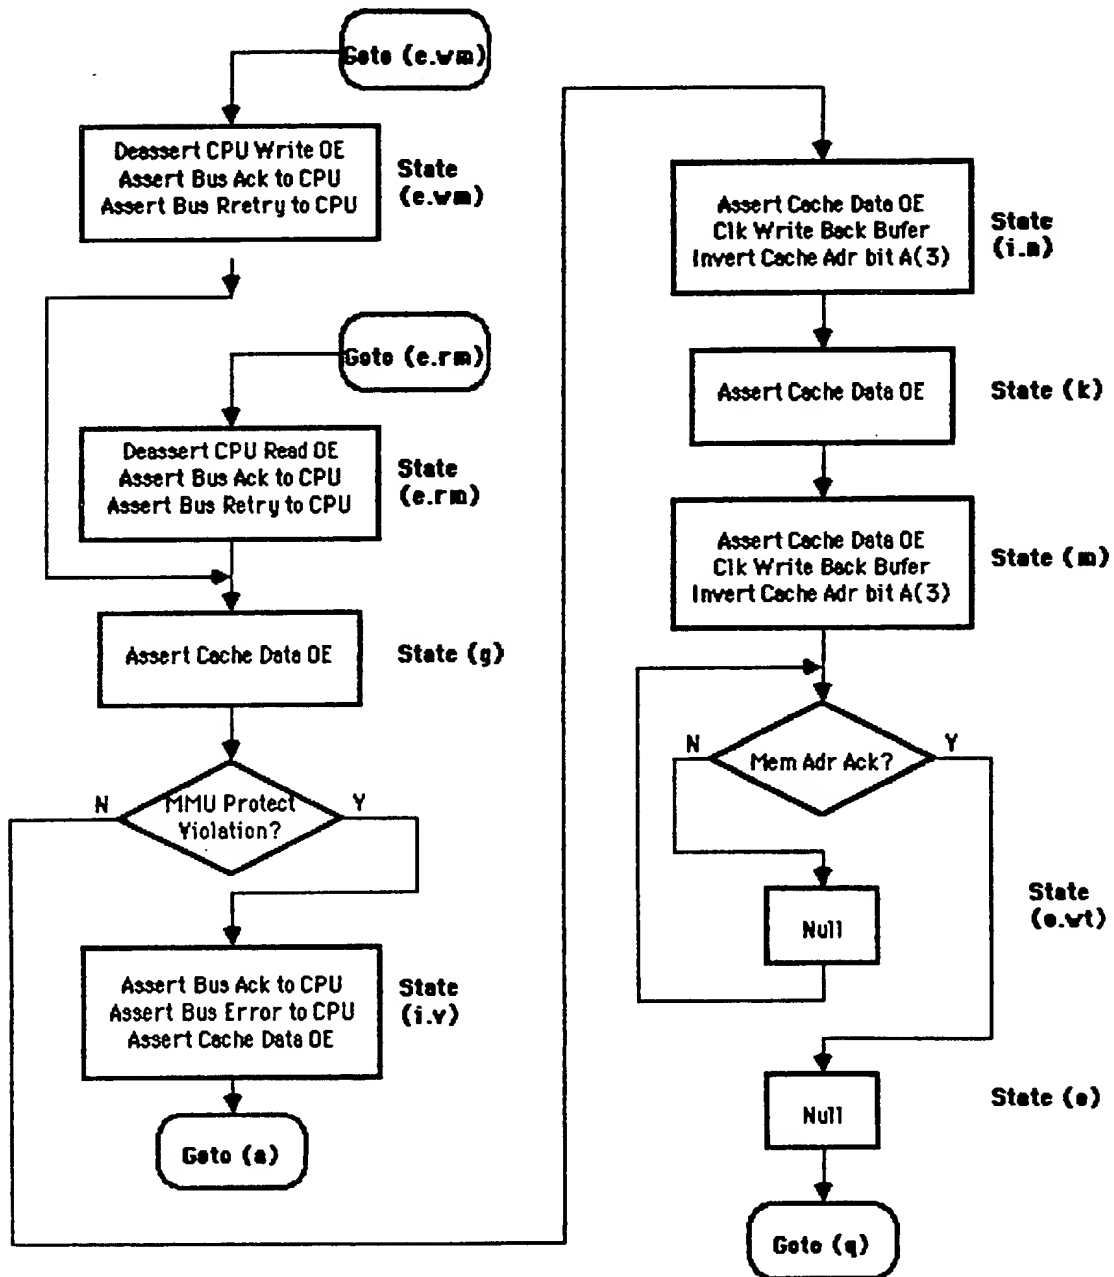 Goto (e.wm)
Deassert CPU Write OE
Assert Bus Ack to CPU
Assert Bus Rretry to CPU
State
(e.wm)
Goto (e.rm)
Deassert CPU Read OE
Assert Bus Ack to CPU
Assert Bus Retry to CPU
State
(e.rm)
Assert Cache Data OE
State (g)
MMU Protect
Violation?
N
Y
Assert Bus Ack to CPU
Assert Bus Error to CPU
Assert Cache Data OE
State
(i.v)
Goto (a)
Assert Cache Data OE
Clk Write Back Bufer
Invert Cache Adr bit A(3)
State
(i.n)
Assert Cache Data OE
State (k)
Assert Cache Data OE
Clk Write Back Bufer
Invert Cache Adr bit A(3)
State (m)
N
Mem Adr Ack?
Y
Null
State
(o.wt)
Null
State (o)
Goto (q)